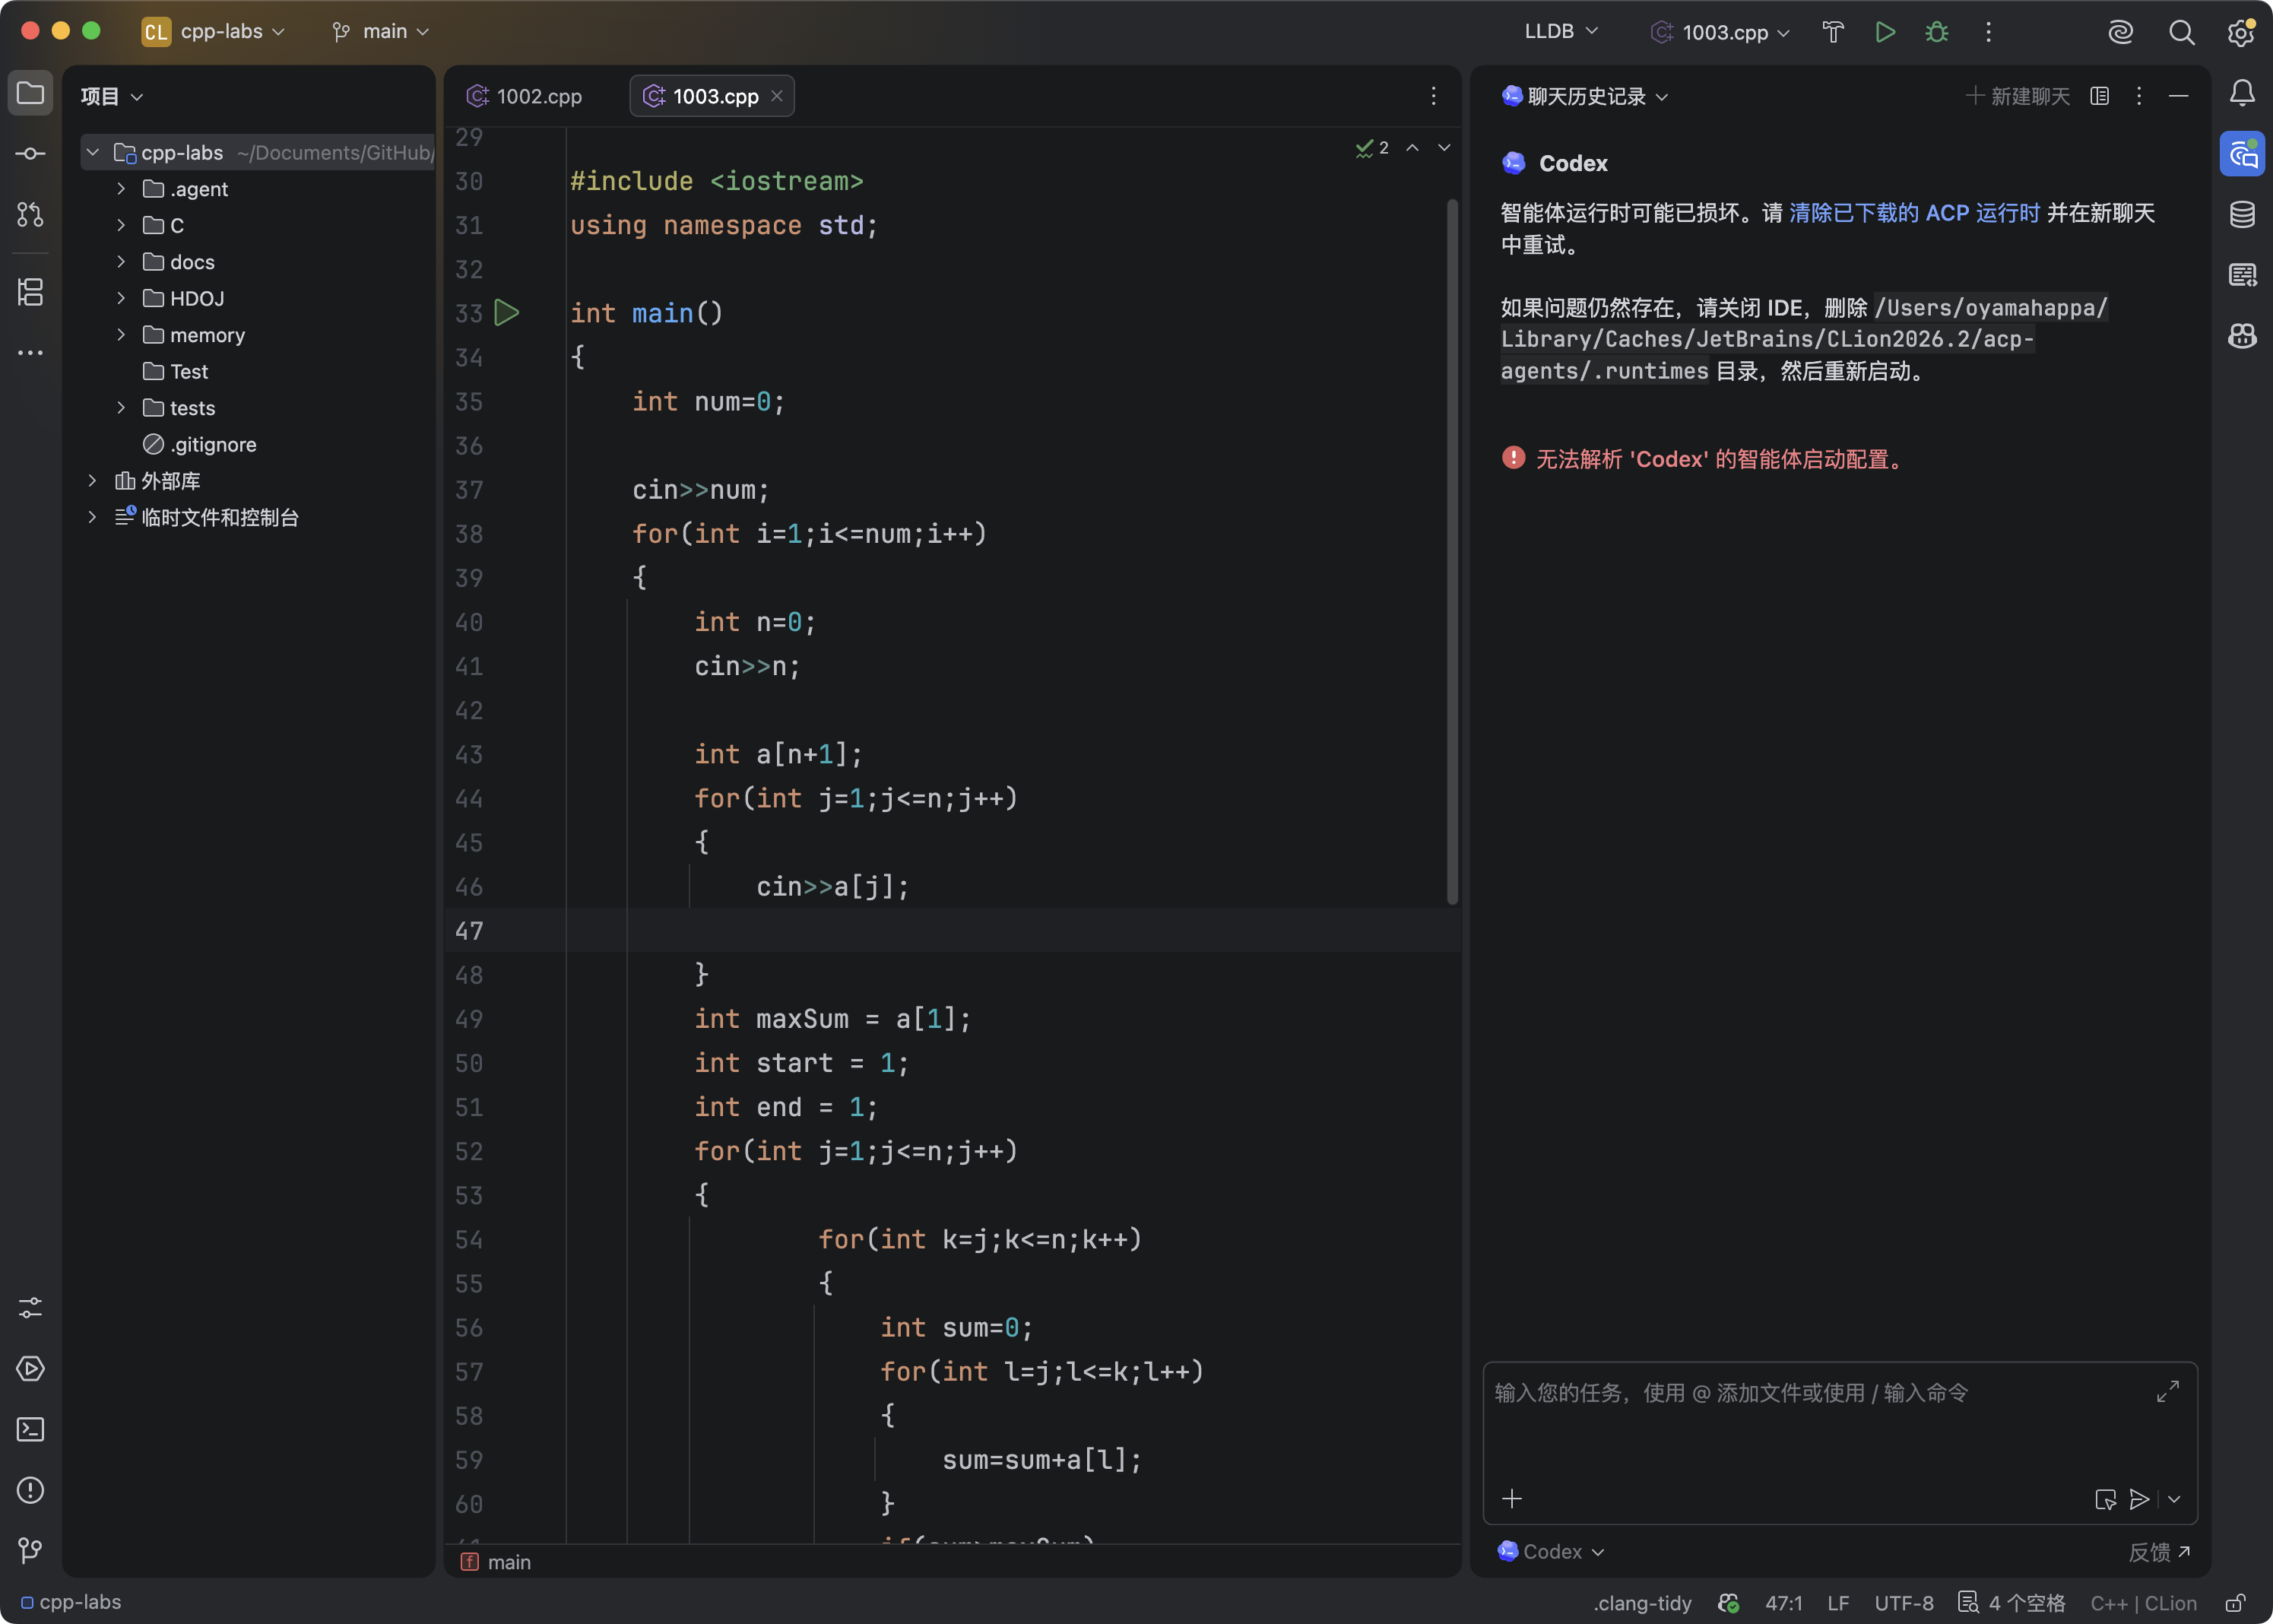 CL cpp-labs
main
LLDB
1003.cpp
项目
cpp-labs ~/Documents/GitHub/
.agent
C
docs
HDOJ
memory
Test
tests
.gitignore
外部库
临时文件和控制台
1002.cpp
1003.cpp
2
29
30 #include <iostream>
31 using namespace std;
32
33 int main()
34 {
35 int num=0;
36
37 cin>>num;
38 for(int i=1;i<=num;i++)
39 {
40 int n=0;
41 cin>>n;
42
43 int a[n+1];
44 for(int j=1;j<=n;j++)
45 {
46 cin>>a[j];
47
48 }
49 int maxSum = a[1];
50 int start = 1;
51 int end = 1;
52 for(int j=1;j<=n;j++)
53 {
54 for(int k=j;k<=n;k++)
55 {
56 int sum=0;
57 for(int l=j;l<=k;l++)
58 {
59 sum=sum+a[l];
60 }
f main
聊天历史记录
新建聊天
Codex
智能体运行时可能已损坏。请 清除已下载的 ACP 运行时 并在新聊天
中重试。
如果问题仍然存在，请关闭 IDE，删除 /Users/oyamahappa/
Library/Caches/JetBrains/CLion2026.2/acp-
agents/.runtimes 目录，然后重新启动。
无法解析 'Codex' 的智能体启动配置。
输入您的任务，使用 @ 添加文件或使用 / 输入命令
Codex
反馈
cpp-labs
.clang-tidy
47:1
LF
UTF-8
4 个空格
C++ | CLion